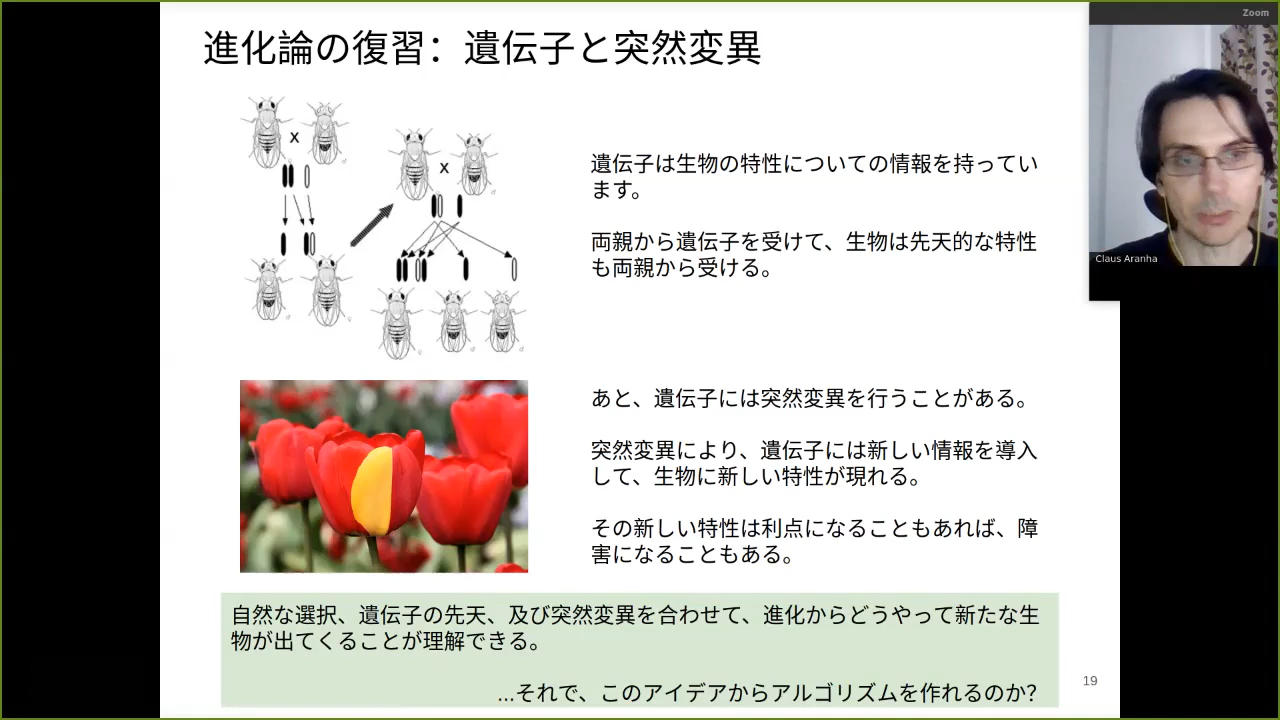 進化論の復習：遺伝子と突然変異
Zoom
x
x
Claus Aranha
遺伝子は生物の特性についての情報を持ってい
ます。
両親から遺伝子を受けて、生物は先天的な特性
も両親から受ける。
あと、遺伝子には突然変異を行うことがある。
突然変異により、遺伝子には新しい情報を導入
して、生物に新しい特性が現れる。
その新しい特性は利点になることもあれば、障
害になることもある。
自然な選択、遺伝子の先天、及び突然変異を合わせて、進化からどうやって新たな生
物が出てくることが理解できる。
...それで、このアイデアからアルゴリズムを作れるのか？
19